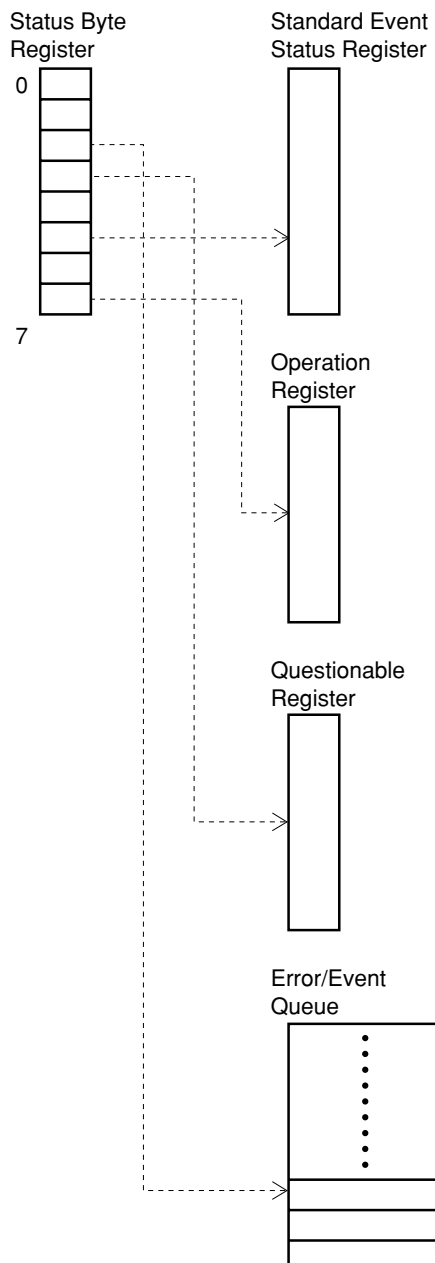 Status Byte
Register
0
7
Standard Event
Status Register
Operation
Register
Questionable
Register
Error/Event
Queue